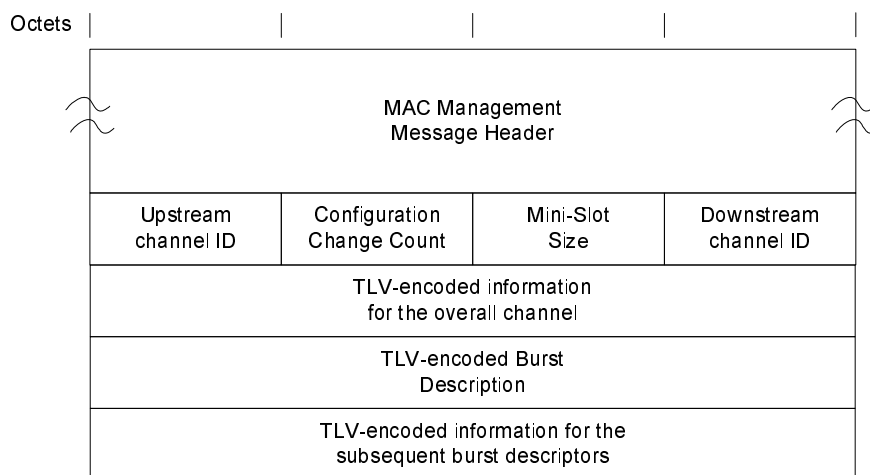 Octets
MAC Management
Message Header
Upstream
channel ID
Configuration
Change Count
Mini-Slot
Size
Downstream
channel ID
TLV-encoded information
for the overall channel
TLV-encoded Burst
Description
TLV-encoded information for the
subsequent burst descriptors